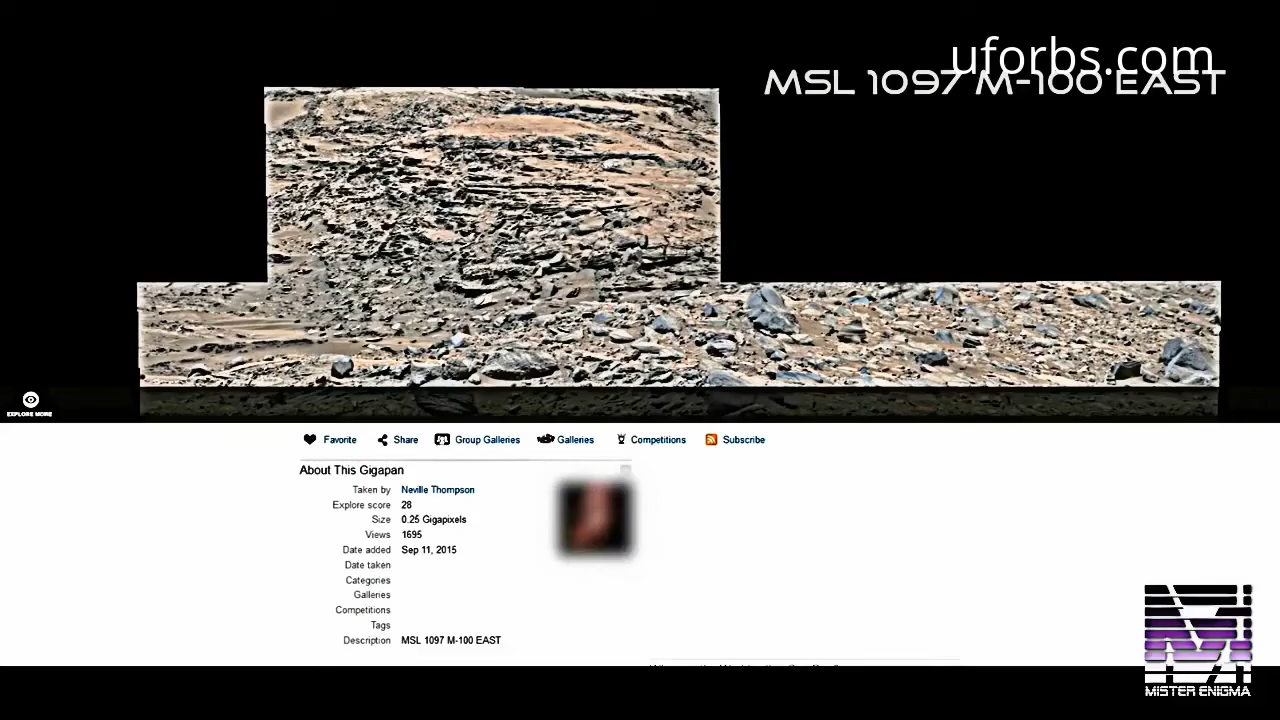 uforbs.com
MSL 1097 M-100 EAST
EXPLORE MORE
Favorite Share Group Galleries Galleries Competitions Subscribe
About This Gigapan
Taken by Neville Thompson
Explore score 28
Size 0.25 Gigapixels
Views 1695
Date added Sep 11, 2015
Date taken
Categories
Galleries
Competitions
Tags
Description MSL 1097 M-100 EAST
MISTER ENIGMA